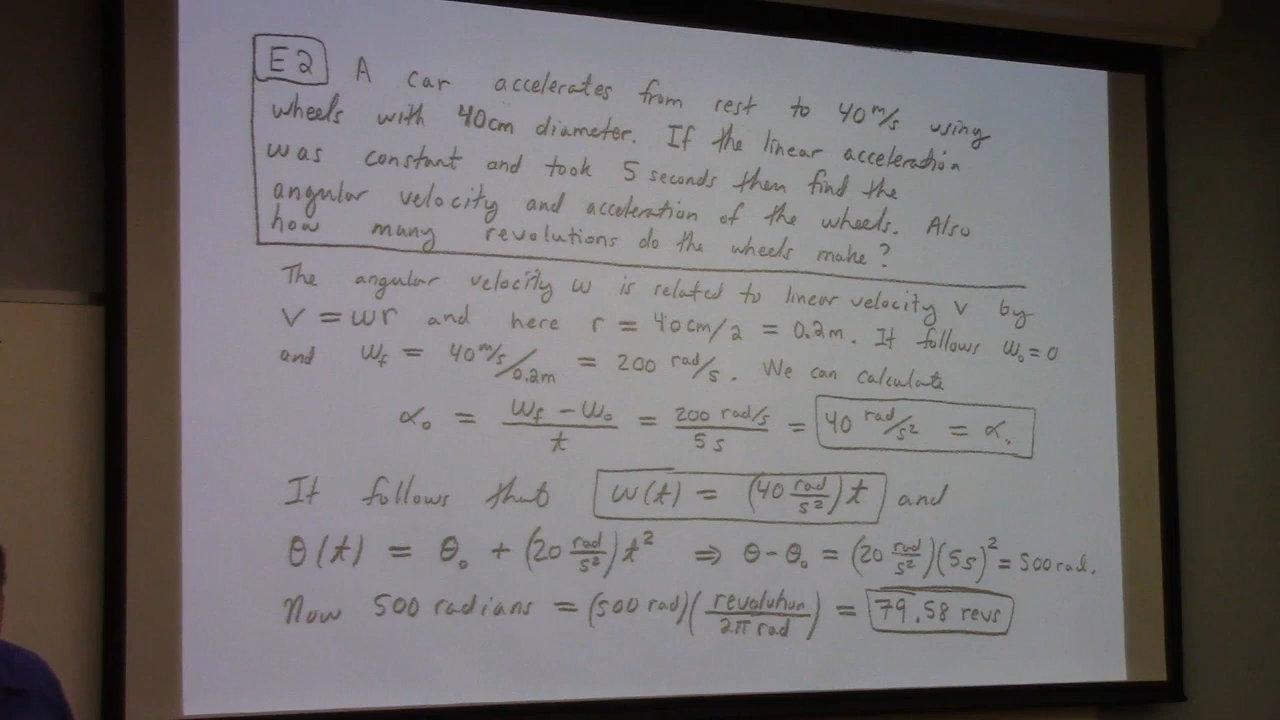 E2 A car accelerates from rest to 40 m/s using
wheels with 40cm diameter. If the linear acceleration
was constant and took 5 seconds then find the
angular velocity and acceleration of the wheels. Also
how many revolutions do the wheels make?
The angular velocity ω is related to linear velocity v by
v = ωr and here r = 40cm/2 = 0.2m. It follows ω₀ = 0
and ω_f = 40 m/s / 0.2m = 200 rad/s. We can calculate
α₀ = (ω_f - ω₀)/t = (200 rad/s)/(5s) = 40 rad/s² = α₀
It follows that ω(t) = (40 rad/s²)t and
θ(t) = θ₀ + (20 rad/s²)t² ⇒ θ - θ₀ = (20 rad/s²)(5s)² = 500 rad.
Now 500 radians = (500 rad)(revolution/2π rad) = 79.58 revs